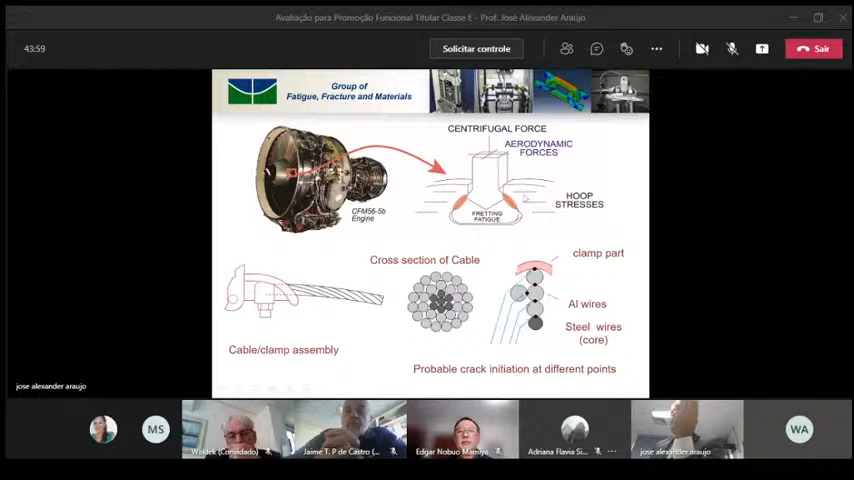 Avaliação para Promoção Funcional Titular Classe E - Prof. José Alexander Araújo
43:59
Solicitar controle
Sair
Group of
Fatigue, Fracture and Materials
CENTRIFUGAL FORCE
AERODYNAMIC
FORCES
HOOP
STRESSES
FRETTING
FATIGUE
CFM56-5b
Engine
Cross section of Cable
clamp part
Al wires
Steel wires
(core)
Cable/clamp assembly
Probable crack initiation at different points
jose alexander araujo
MS
WA
Waldek (Convidado)
Jaime T. P de Castro (...
Edgar Nobuo Mamiya
Adriana Flavia Si...
jose alexander araujo